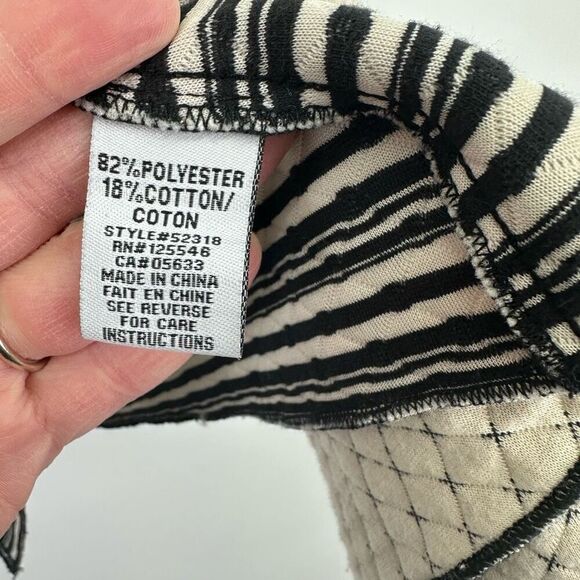 82%POLYESTER
18%COTTON/
COTON
STYLE#52318
RN#125546
CA#05633
MADE IN CHINA
FAIT EN CHINE
SEE REVERSE
FOR CARE
INSTRUCTIONS